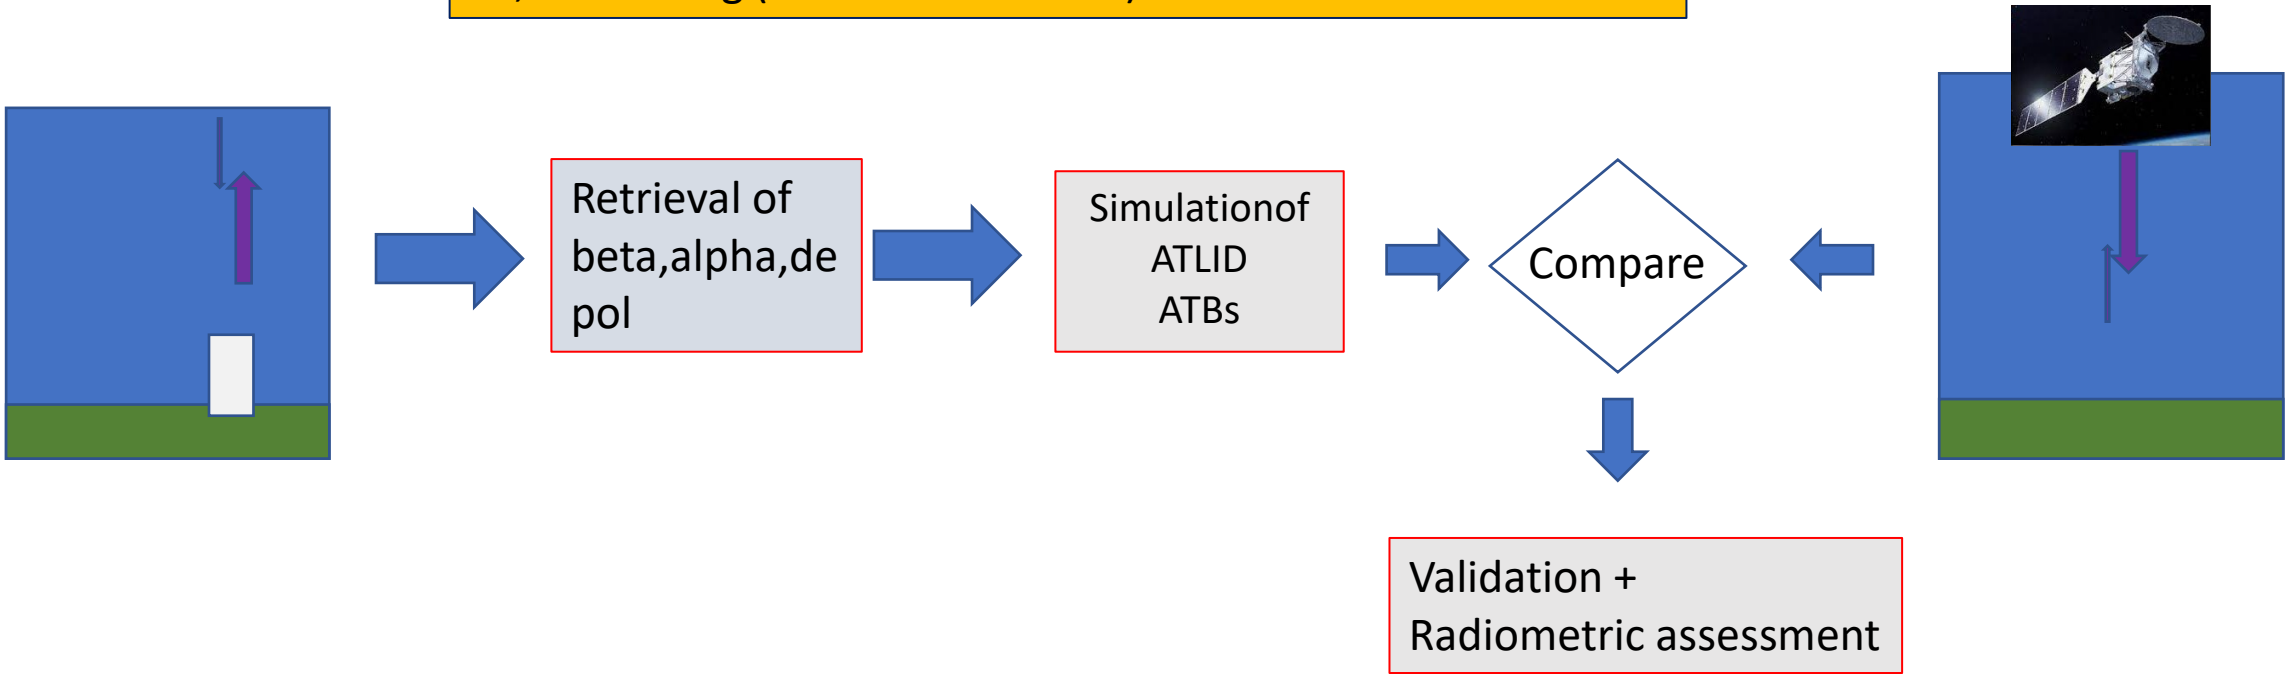 Retrieval of
beta,alpha,de
pol
Simulationof
ATLID
ATBs
Compare
Validation +
Radiometric assessment